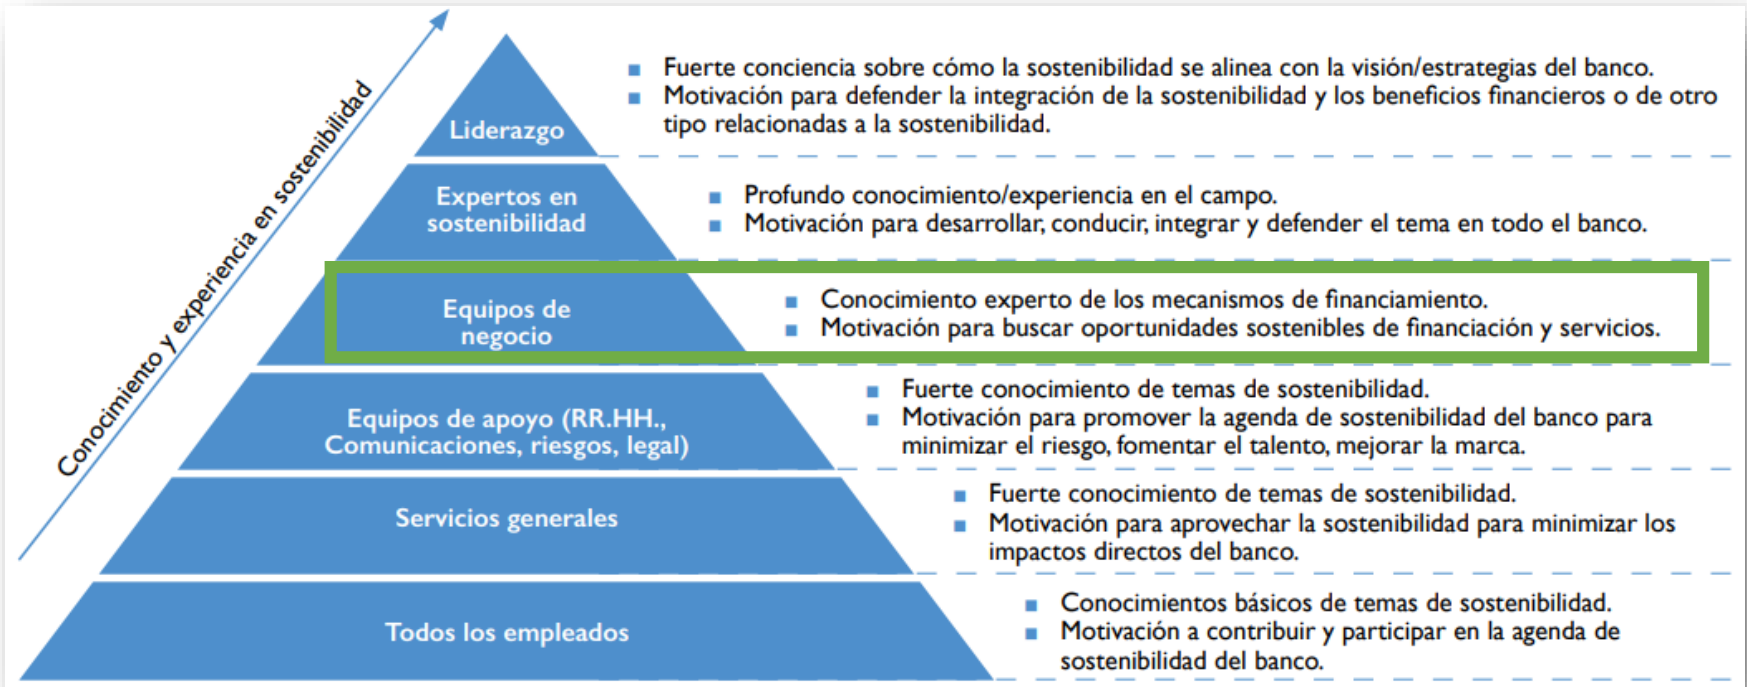 Conocimiento y experiencia en sostenibilidad
Liderazgo
■ Fuerte conciencia sobre cómo la sostenibilidad se alinea con la visión/estrategias del banco.
■ Motivación para defender la integración de la sostenibilidad y los beneficios financieros o de otro
tipo relacionadas a la sostenibilidad.
Expertos en
sostenibilidad
■ Profundo conocimiento/experiencia en el campo.
■ Motivación para desarrollar, conducir, integrar y defender el tema en todo el banco.
Equipos de
negocio
■ Conocimiento experto de los mecanismos de financiamiento.
■ Motivación para buscar oportunidades sostenibles de financiación y servicios.
Equipos de apoyo (RR.HH.,
Comunicaciones, riesgos, legal)
■ Fuerte conocimiento de temas de sostenibilidad.
■ Motivación para promover la agenda de sostenibilidad del banco para
minimizar el riesgo, fomentar el talento, mejorar la marca.
Servicios generales
■ Fuerte conocimiento de temas de sostenibilidad.
■ Motivación para aprovechar la sostenibilidad para minimizar los
impactos directos del banco.
Todos los empleados
■ Conocimientos básicos de temas de sostenibilidad.
■ Motivación a contribuir y participar en la agenda de
sostenibilidad del banco.